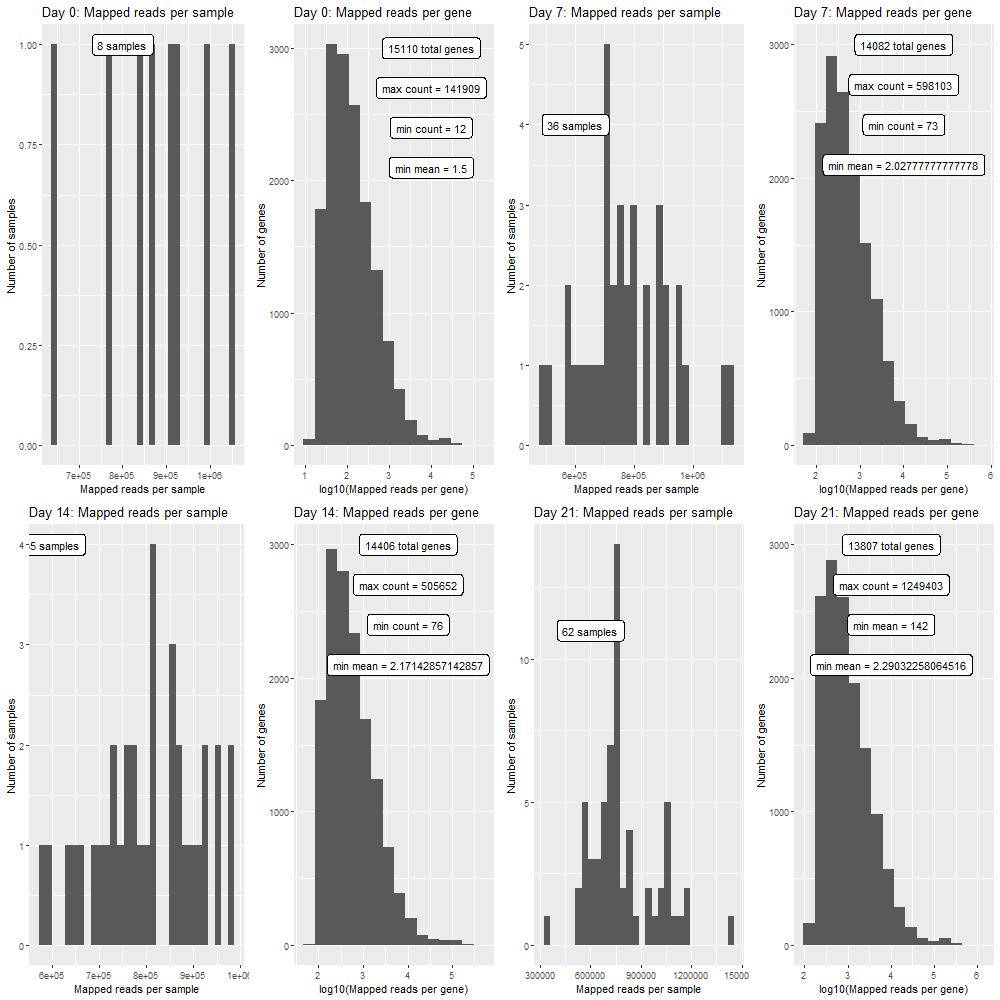 Day 0: Mapped reads per sample
Number of samples
1.00
0.75
0.50
0.25
0.00
8 samples
7e+05 8e+05 9e+05 1e+06
Mapped reads per sample
Day 0: Mapped reads per gene
Number of genes
3000
2000
1000
0
15110 total genes
max count = 141909
min count = 12
min mean = 1.5
1 2 3 4 5
log10(Mapped reads per gene)
Day 7: Mapped reads per sample
Number of samples
5
4
3
2
1
0
36 samples
6e+05 8e+05 1e+06
Mapped reads per sample
Day 7: Mapped reads per gene
Number of genes
3000
2000
1000
0
14082 total genes
max count = 598103
min count = 73
min mean = 2.02777777777778
2 3 4 5 6
log10(Mapped reads per gene)
Day 14: Mapped reads per sample
Number of samples
4
3
2
1
0
5 samples
6e+05 7e+05 8e+05 9e+05 1e+0
Mapped reads per sample
Day 14: Mapped reads per gene
Number of genes
3000
2000
1000
0
14406 total genes
max count = 505652
min count = 76
min mean = 2.17142857142857
2 3 4 5
log10(Mapped reads per gene)
Day 21: Mapped reads per sample
Number of samples
10
5
0
62 samples
300000 600000 900000 1200000 15000
Mapped reads per sample
Day 21: Mapped reads per gene
Number of genes
3000
2000
1000
0
13807 total genes
max count = 1249403
min mean = 142
min mean = 2.29032258064516
2 3 4 5 6
log10(Mapped reads per gene)